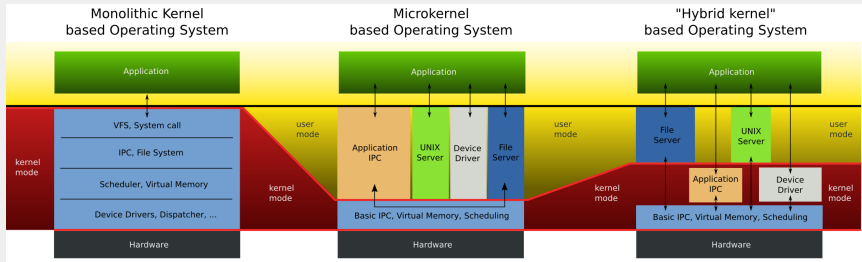 Monolithic Kernel
based Operating System
Microkernel
based Operating System
"Hybrid kernel"
based Operating System
Application
VFS, System call
IPC, File System
Scheduler, Virtual Memory
Device Drivers, Dispatcher, ...
Hardware
kernel
mode
user
mode
kernel
mode
Application
Application
IPC
UNIX
Server
Device
Driver
File
Server
Basic IPC, Virtual Memory, Scheduling
Hardware
user
mode
kernel
mode
Application
File
Server
UNIX
Server
Application
IPC
Device
Driver
Basic IPC, Virtual Memory, Scheduling
Hardware
user
mode
kernel
mode